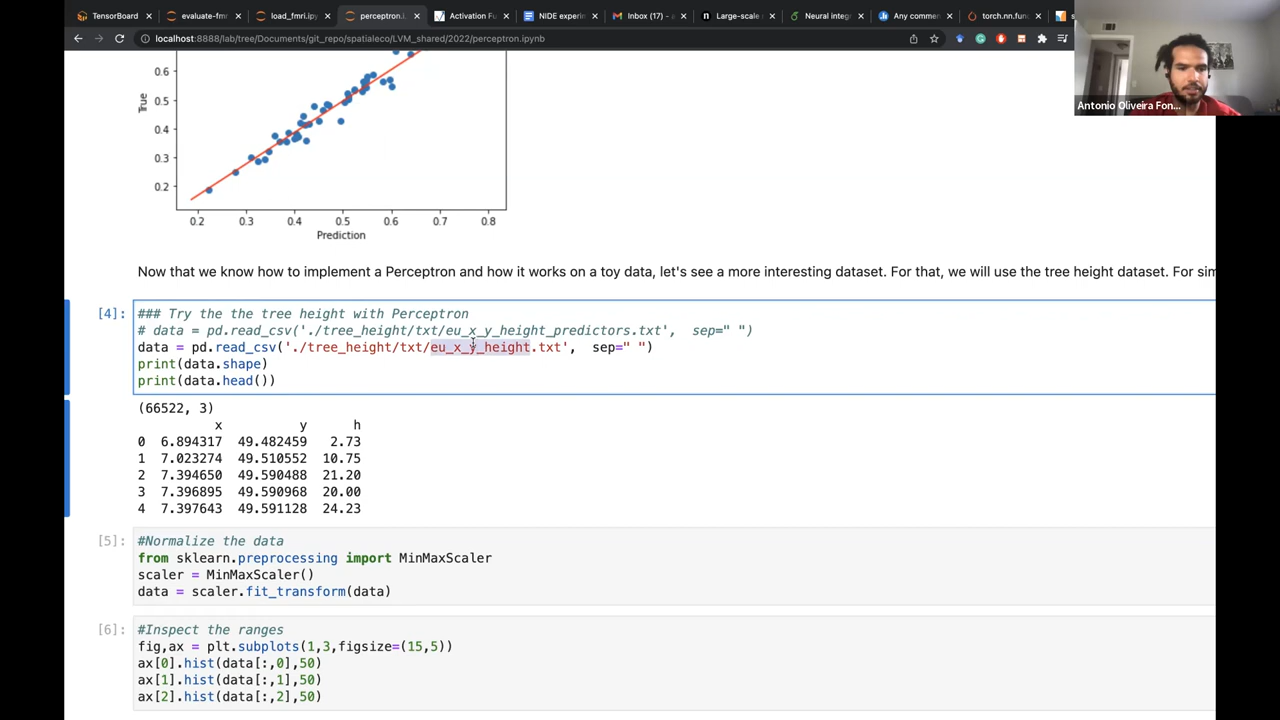 TensorBoard
evaluate-fmr
load_fmri.ipy
perceptron.i
Activation Fu
NIDE experin
Inbox (17) - a
Large-scale n
Neural integr
Any commen
torch.nn.func
localhost:8888/lab/tree/Documents/git_repo/spatialeco/LVM_shared/2022/perceptron.ipynb
Antonio Oliveira Fon...
0.6
0.5
0.4
0.3
0.2
True
0.2 0.3 0.4 0.5 0.6 0.7 0.8
Prediction
Now that we know how to implement a Perceptron and how it works on a toy data, let's see a more interesting dataset. For that, we will use the tree height dataset. For sim
[4]: ### Try the the tree height with Perceptron
# data = pd.read_csv('./tree_height/txt/eu_x_y_height_predictors.txt', sep=" ")
data = pd.read_csv('./tree_height/txt/eu_x_y_height.txt', sep=" ")
print(data.shape)
print(data.head())
(66522, 3)
x y h
0 6.894317 49.482459 2.73
1 7.023274 49.510552 10.75
2 7.394650 49.590488 21.20
3 7.396895 49.590968 20.00
4 7.397643 49.591128 24.23
[5]: #Normalize the data
from sklearn.preprocessing import MinMaxScaler
scaler = MinMaxScaler()
data = scaler.fit_transform(data)
[6]: #Inspect the ranges
fig,ax = plt.subplots(1,3,figsize=(15,5))
ax[0].hist(data[:,0],50)
ax[1].hist(data[:,1],50)
ax[2].hist(data[:,2],50)